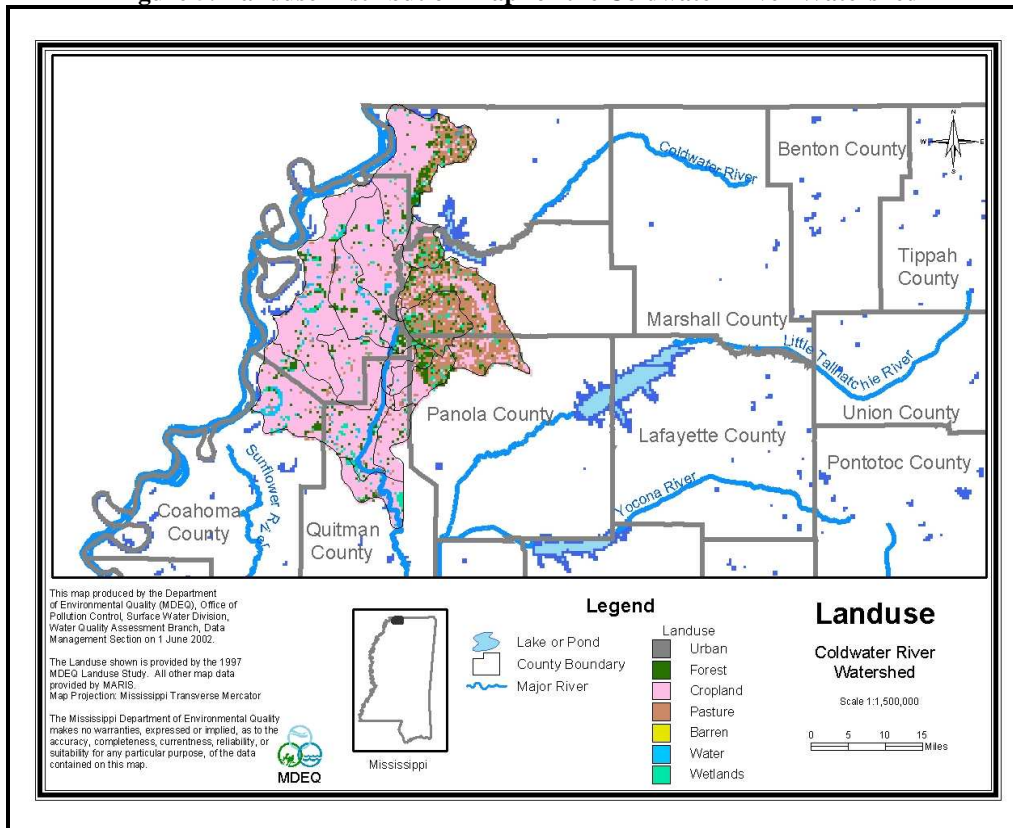 Coldwater River
Benton County
N
W
E
S
Tippah
County
Marshall County
Little Tallahatchie River
Panola County
Lafayette County
Union County
Pontotoc County
Sunflower River
Yocona River
Coahoma
County
Quitman
County
This map produced by the Department
of Environmental Quality (MDEQ), Office of
Pollution Control, Surface Water Division,
Water Quality Assessment Branch, Data
Management Section on 1 June 2002.
The Landuse shown is provided by the 1997
MDEQ Landuse Study. All other map data
provided by MARIS.
Map Projection: Mississippi Transverse Mercator
The Mississippi Department of Environmental Quality
makes no warranties, expressed or implied, as to the
accuracy, completeness, currentness, reliability, or
suitability for any particular purpose, of the data
contained on this map.
MDEQ
Mississippi
Legend
Lake or Pond
County Boundary
Major River
Landuse
Urban
Forest
Cropland
Pasture
Barren
Water
Wetlands
Landuse
Coldwater River
Watershed
Scale 1:1,500,000
0 5 10 15
Miles